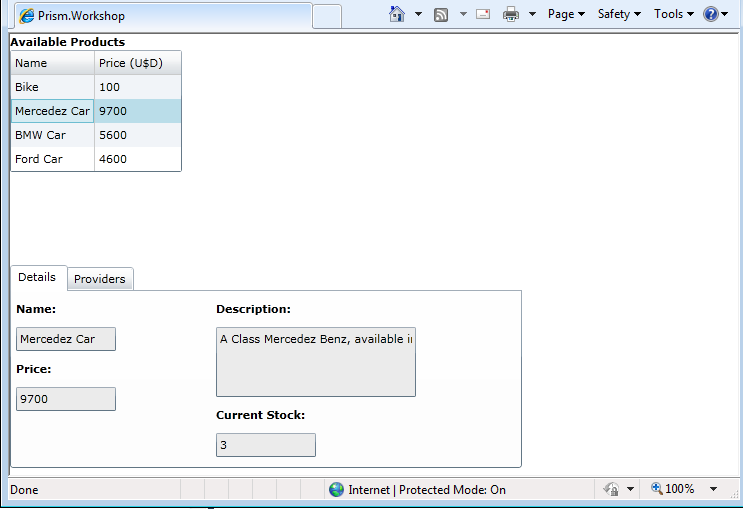 Prism.Workshop
Page Safety Tools
Available Products
Name Price (U$D)
Bike 100
Mercedez Car 9700
BMW Car 5600
Ford Car 4600
Details Providers
Name: Description:
Mercedez Car A Class Mercedez Benz, available i
Price:
9700
Current Stock:
3
Done Internet | Protected Mode: On 100%